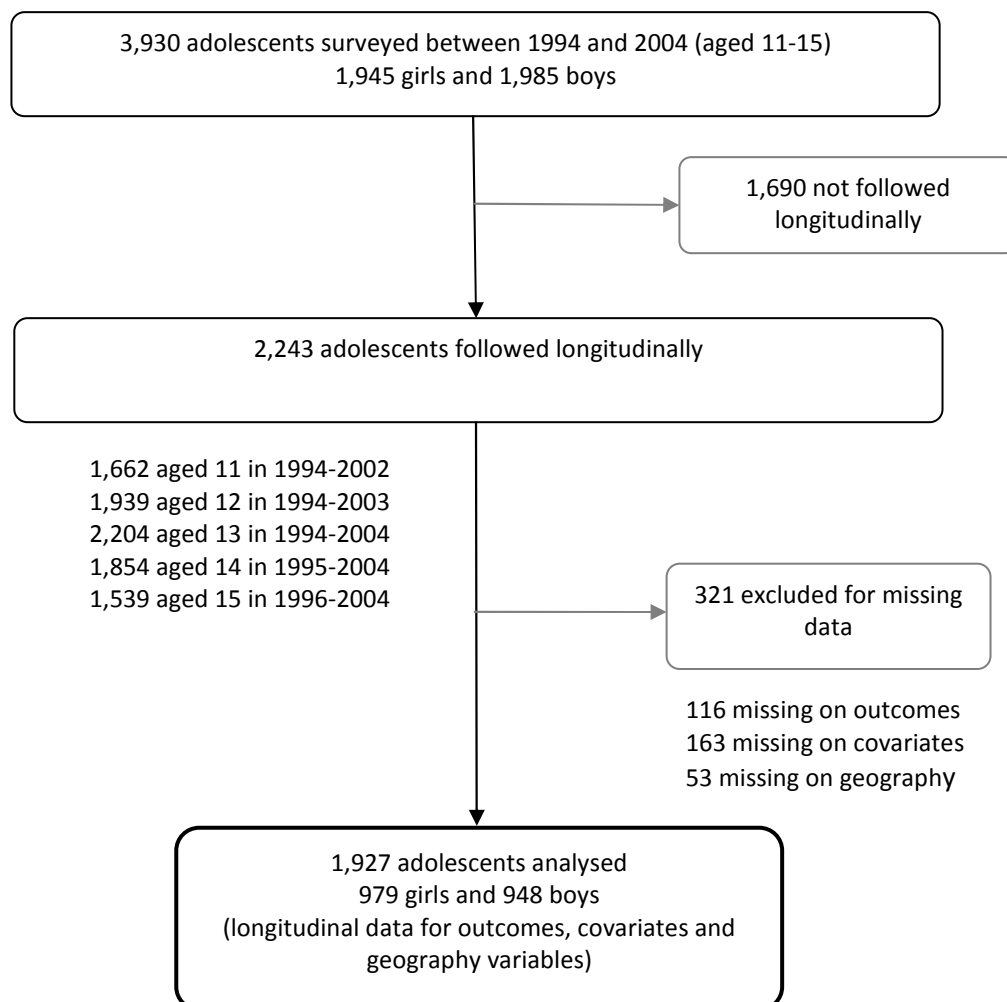 3,930 adolescents surveyed between 1994 and 2004 (aged 11-15)
1,945 girls and 1,985 boys
1,690 not followed
longitudinally
2,243 adolescents followed longitudinally
1,662 aged 11 in 1994-2002
1,939 aged 12 in 1994-2003
2,204 aged 13 in 1994-2004
1,854 aged 14 in 1995-2004
1,539 aged 15 in 1996-2004
321 excluded for missing
data
116 missing on outcomes
163 missing on covariates
53 missing on geography
1,927 adolescents analysed
979 girls and 948 boys
(longitudinal data for outcomes, covariates and
geography variables)